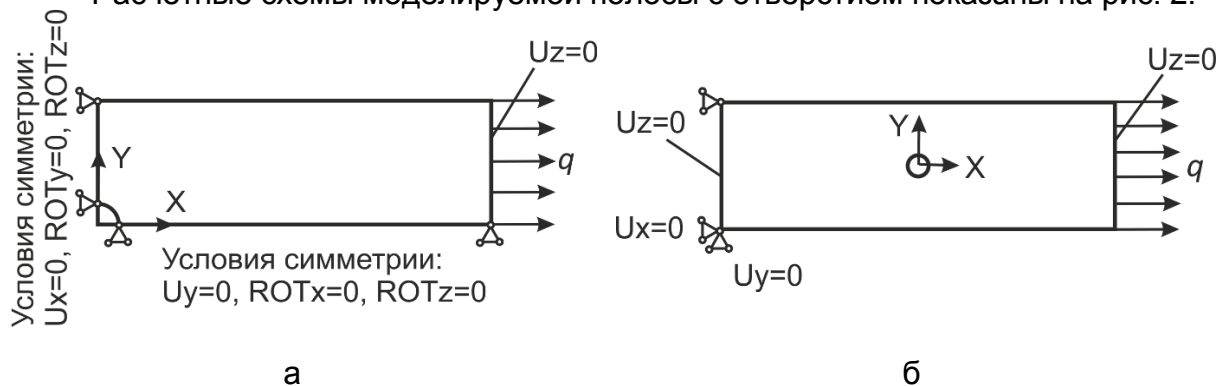 Расчетные схемы моделируемой полосы с отверстием показаны на рис. 2.
Условия симметрии:
Ux=0, ROTy=0, ROTz=0
Uz=0
Y
X
q
Условия симметрии:
Uy=0, ROTx=0, ROTz=0
а
Uz=0
Uz=0
Y
X
q
Ux=0
Uy=0
б